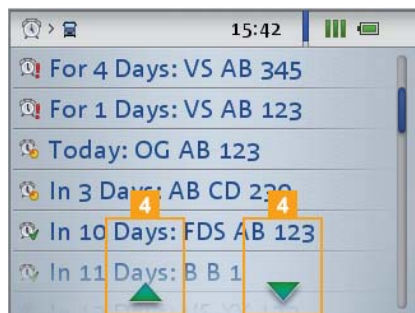 15:42
For 4 Days: VS AB 345
For 1 Days: VS AB 123
Today: OG AB 123
In 3 Days: AB CD 230
4 4
In 10 Days: FDS AB 123
In 11 Days: B B 1